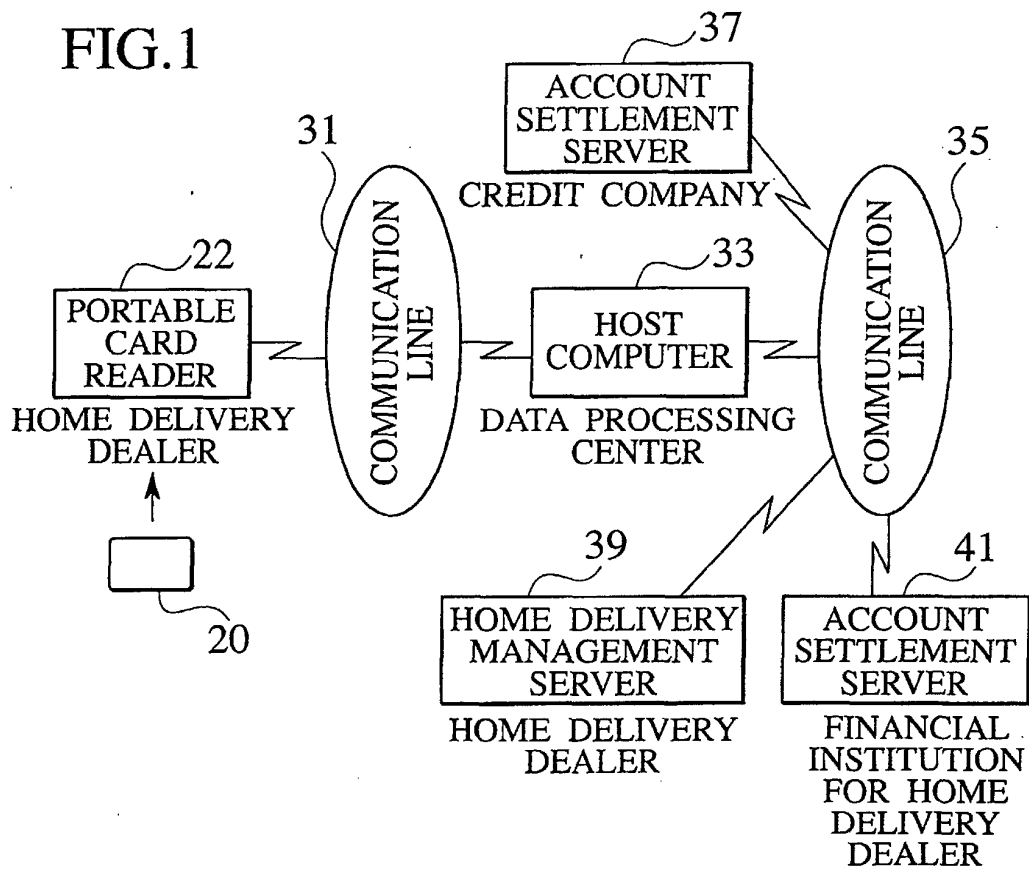 FIG.1
37
ACCOUNT
SETTLEMENT
SERVER
CREDIT COMPANY
31
COMMUNICATION
LINE
35
COMMUNICATION
LINE
22
PORTABLE
CARD
READER
HOME DELIVERY
DEALER
20
33
HOST
COMPUTER
DATA PROCESSING
CENTER
39
HOME DELIVERY
MANAGEMENT
SERVER
HOME DELIVERY
DEALER
41
ACCOUNT
SETTLEMENT
SERVER
FINANCIAL
INSTITUTION
FOR HOME
DELIVERY
DEALER